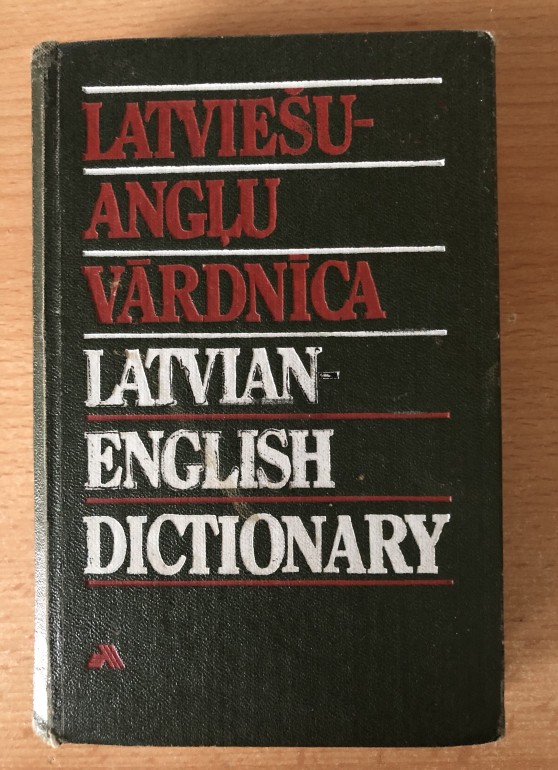 LATVIEŠU-
ANGĻU
VĀRDNĪCA
LATVIAN-
ENGLISH
DICTIONARY